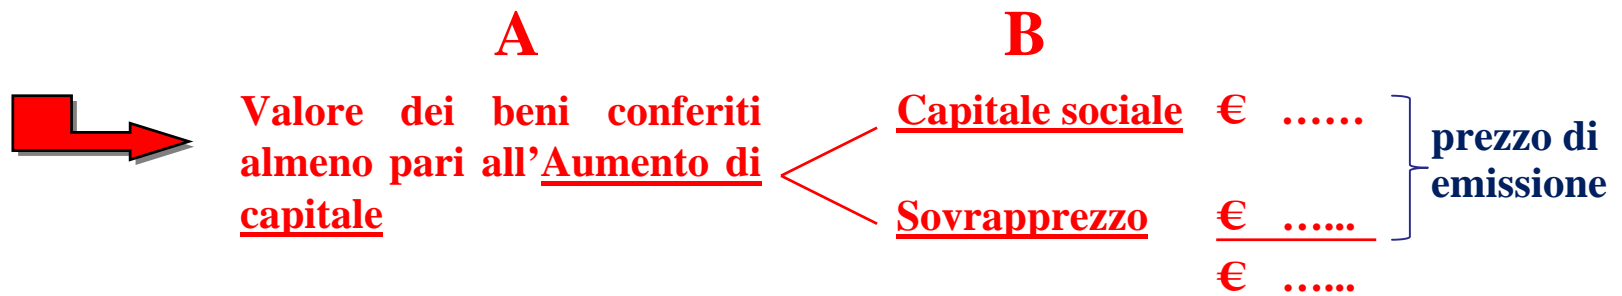 A B
Valore dei beni conferiti
almeno pari all’Aumento di
capitale
Capitale sociale € ……
Sovrapprezzo € …...
€ …...
prezzo di
emissione